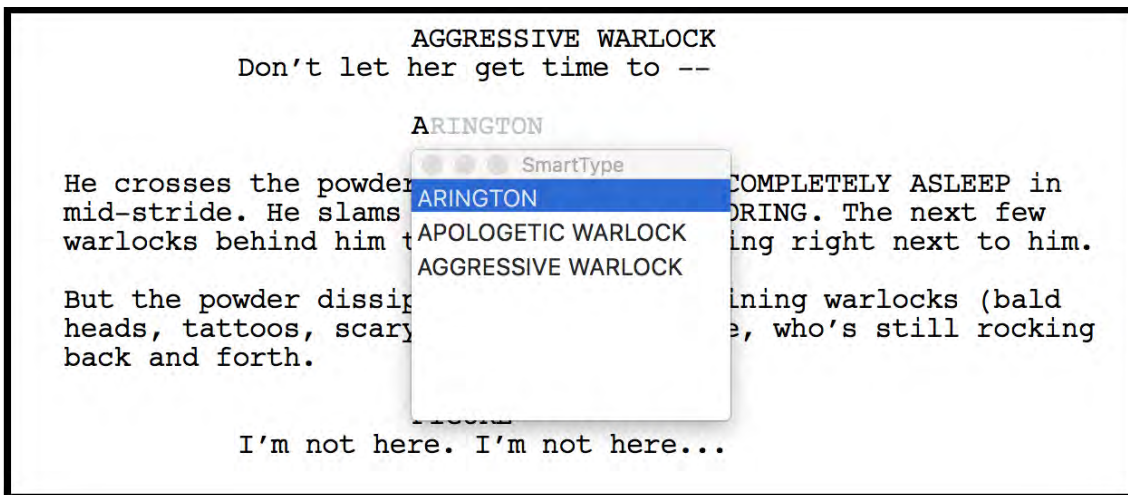 AGGRESSIVE WARLOCK
Don’t let her get time to --
ARINGTON
SmartType
He crosses the powder COMPLETELY ASLEEP in
ARINGTON
mid-stride. He slams ORING. The next few
warlocks behind him ing right next to him.
APOLOGETIC WARLOCK
AGGRESSIVE WARLOCK
But the powder ining warlocks (bald
heads, tattoos, who’s still rocking
back and forth.
I’m not here. I’m not here...